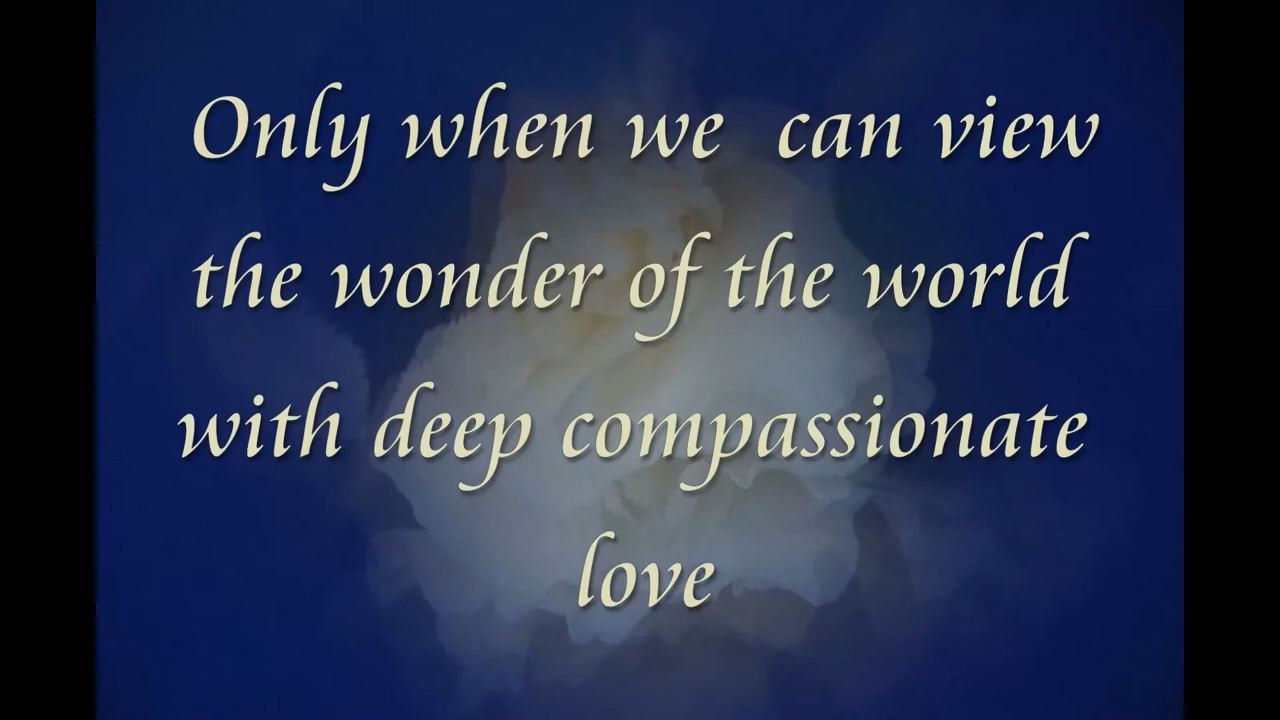 Only when we  can view
the wonder of the world
with deep compassionate
love